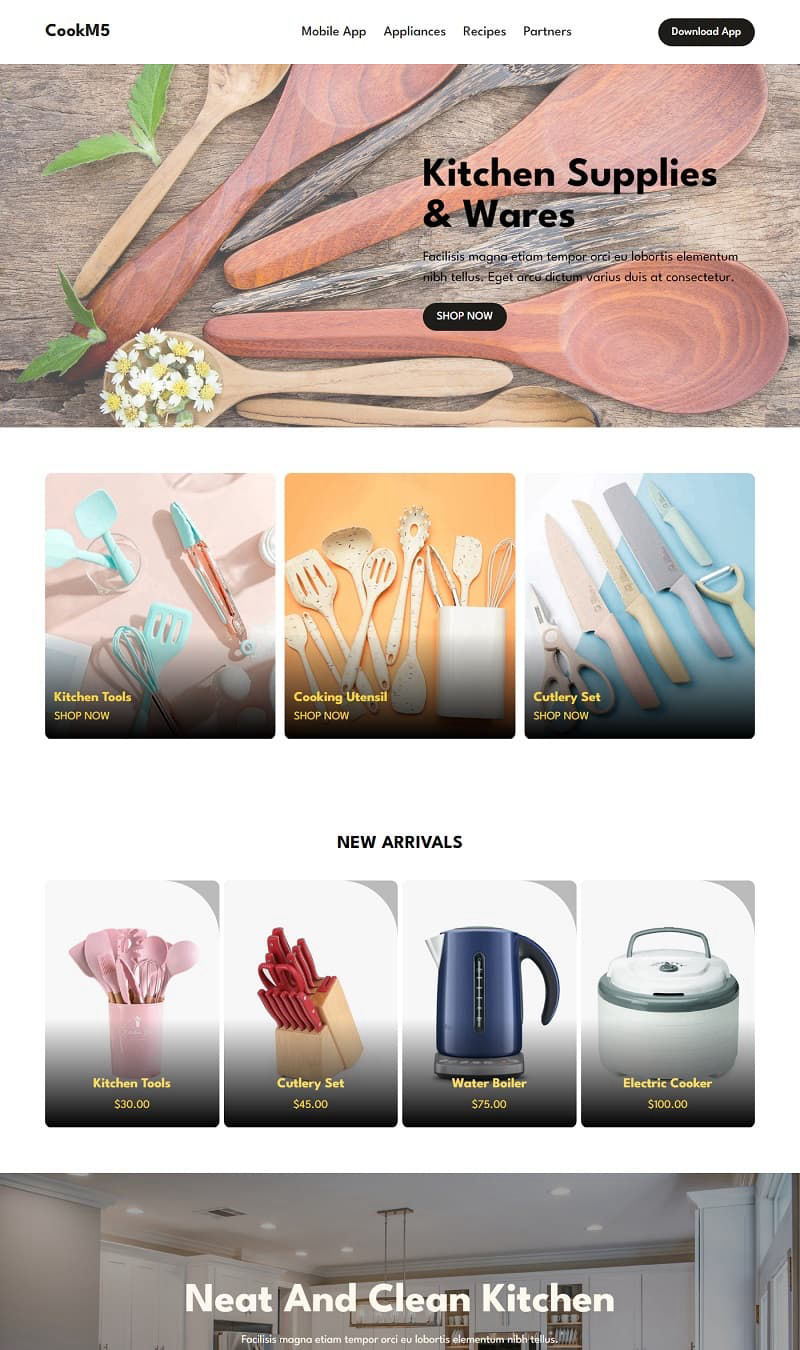 CookM5
Mobile App
Appliances
Recipes
Partners
Download App
Kitchen Supplies
& Wares
Facilisis magna etiam tempor orci eu lobortis elementum
nibh tellus. Eget arcu dictum varius duis at consectetur.
SHOP NOW
Kitchen Tools
SHOP NOW
Cooking Utensil
SHOP NOW
Cutlery Set
SHOP NOW
NEW ARRIVALS
Kitchen Tools
$30.00
Cutlery Set
$45.00
Water Boiler
$75.00
Electric Cooker
$100.00
Neat And Clean Kitchen
Facilisis magna etiam tempor orci eu lobortis elementum nibh tellus.